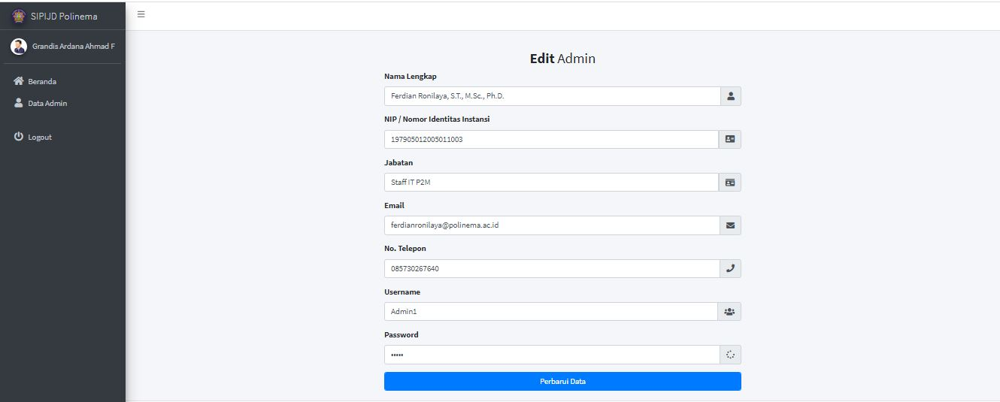 SIPIJD Polinema
Grandis Ardana Ahmad F
Beranda
Data Admin
Logout
Edit Admin
Nama Lengkap
Ferdian Ronilaya, S.T., M.Sc., Ph.D.
NIP / Nomor Identitas Instansi
197905012005011003
Jabatan
Staff IT P2M
Email
ferdianronilaya@polinema.ac.id
No. Telepon
085730267640
Username
Admin1
Password
•••••
Perbarui Data